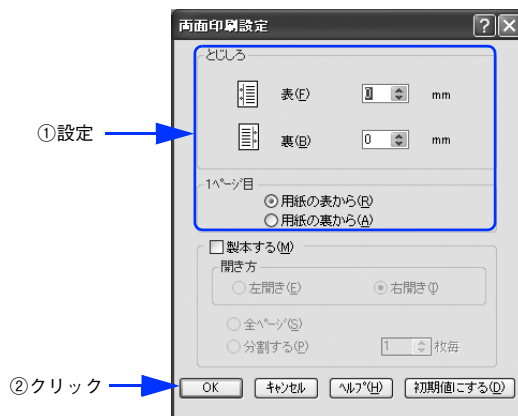 両面印刷設定
とじしろ
表(F) 0 mm
①設定
裏(B) 0 mm
1ページ目
用紙の表から(R)
用紙の裏から(A)
製本する(M)
開き方
左開き(E) 右開き(I)
全ページ(S)
分割する(P) 1 枚毎
②クリック
OK キャンセル ヘルプ(H) 初期値にする(D)